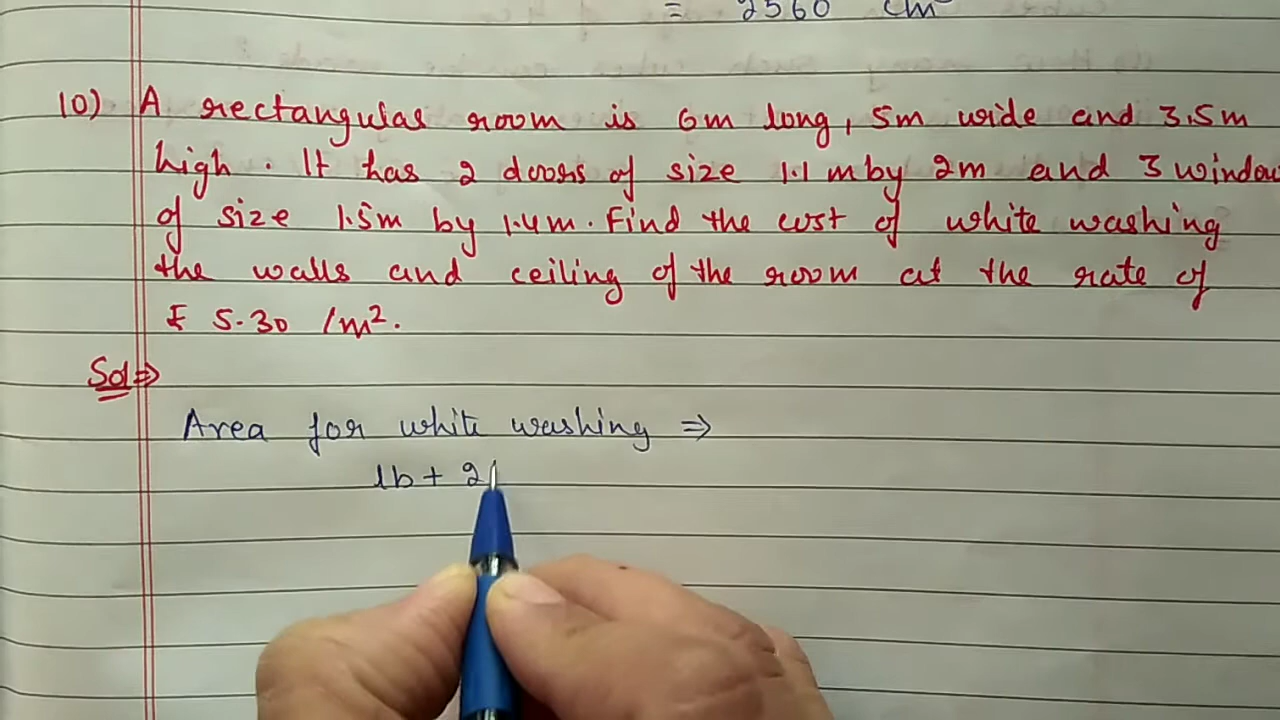 = 2560 cm
10) A rectangular room is 6m long, 5m wide and 3.5m
high. It has 2 doors of size 1.1 m by 2m and 3 window
of size 1.5m by 1.4m. Find the cost of white washing
the walls and ceiling of the room at the rate of
₹ 5.30 /m².
Sol⇒
Area for white washing ⇒
lb + 2